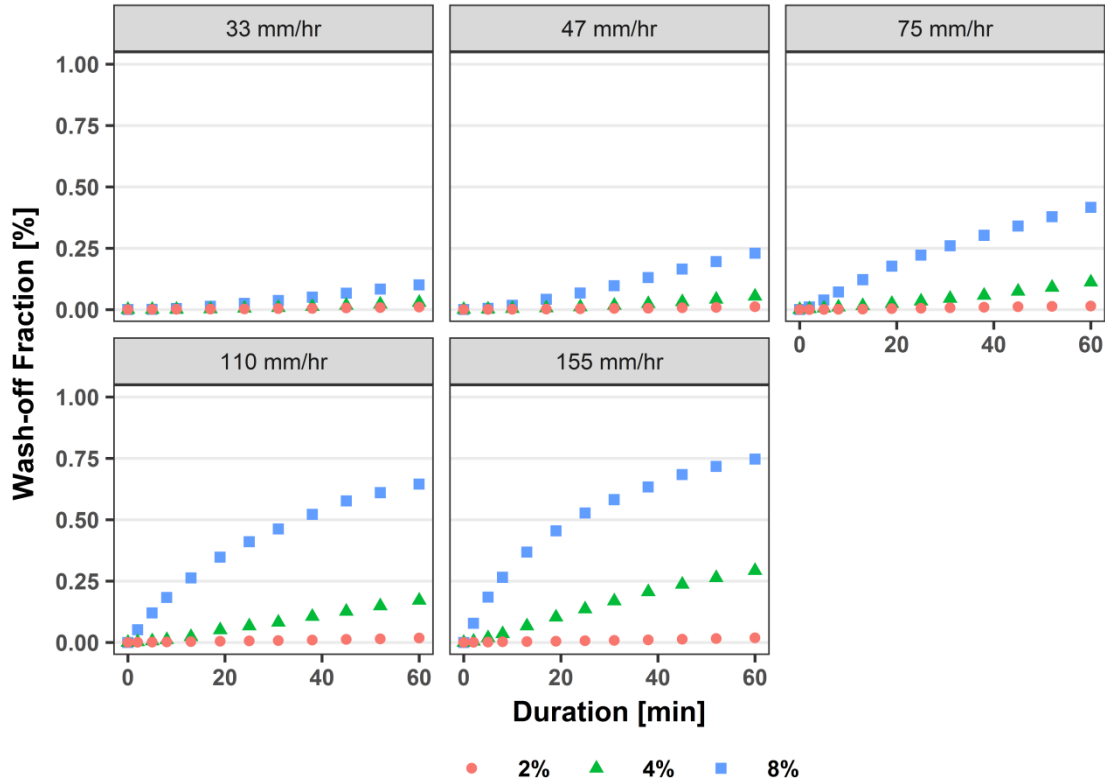 33 mm/hr
47 mm/hr
75 mm/hr
1.00
0.75
0.50
0.25
0.00
0 20 40 60
110 mm/hr
155 mm/hr
1.00
0.75
0.50
0.25
0.00
0 20 40 60
0 20 40 60
Wash-off Fraction [%]
Duration [min]
2% 4% 8%